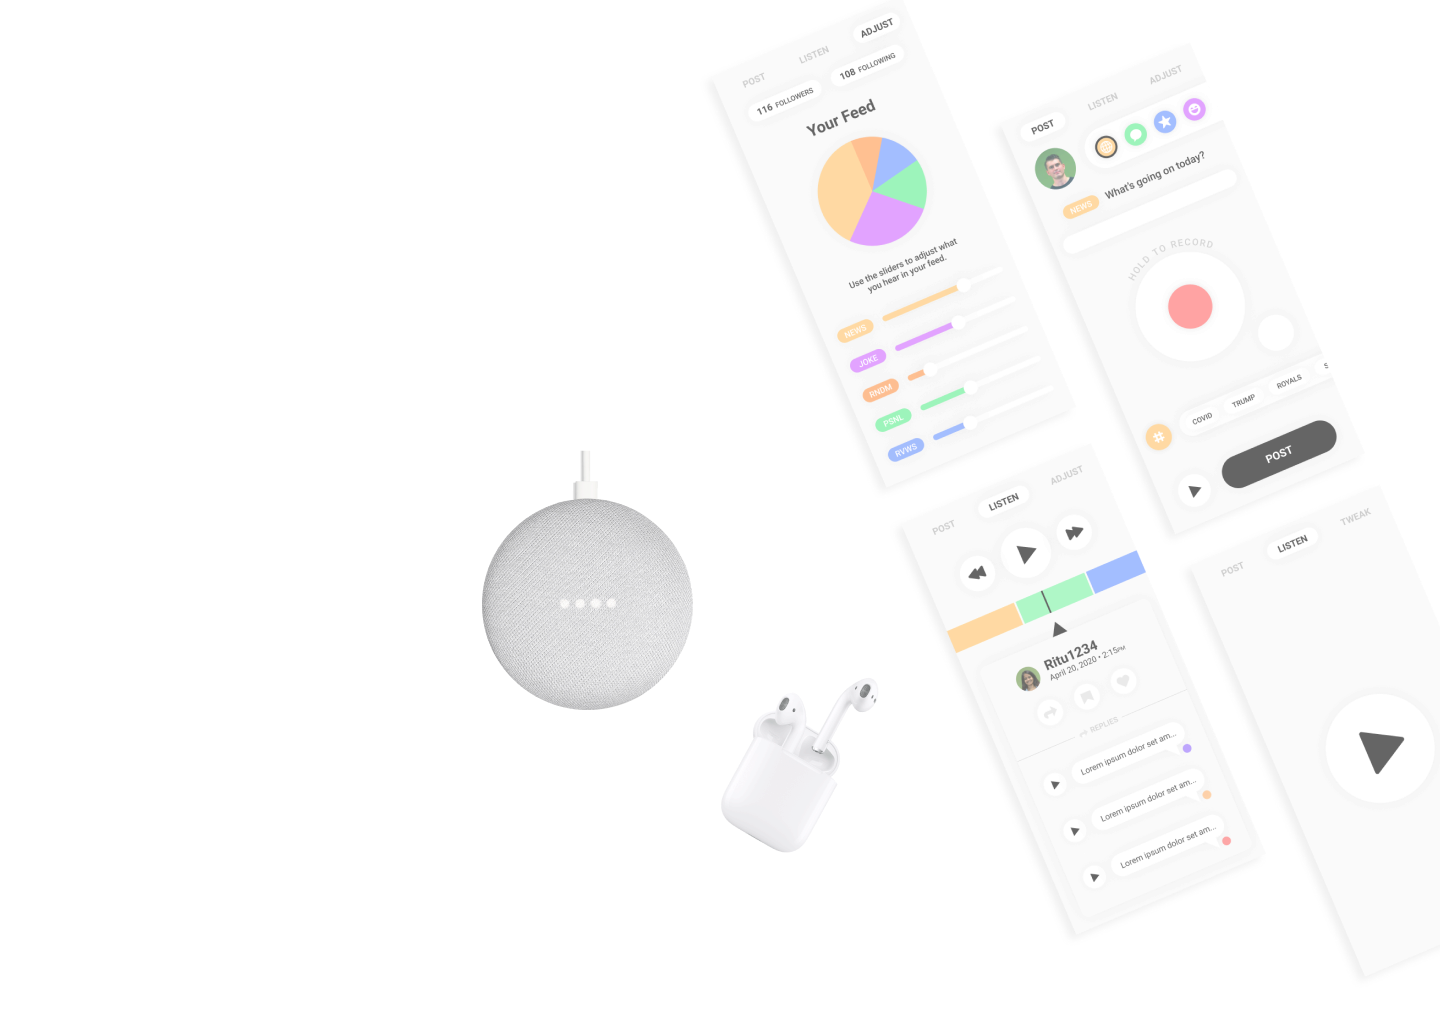 POST
LISTEN
ADJUST
116 FOLLOWERS
108 FOLLOWING
Your Feed
Use the sliders to adjust what
you hear in your feed.
NEWS
JOKE
RNDM
PSNL
RVWS
POST
LISTEN
ADJUST
NEWS
What's going on today?
HOLD TO RECORD
COVID
TRUMP
ROYALS
POST
POST
LISTEN
ADJUST
Ritu1234
April 20, 2020 • 2:15PM
REPLIES
Lorem ipsum dolor set am...
Lorem ipsum dolor set am...
Lorem ipsum dolor set am...
POST
LISTEN
TWEAK